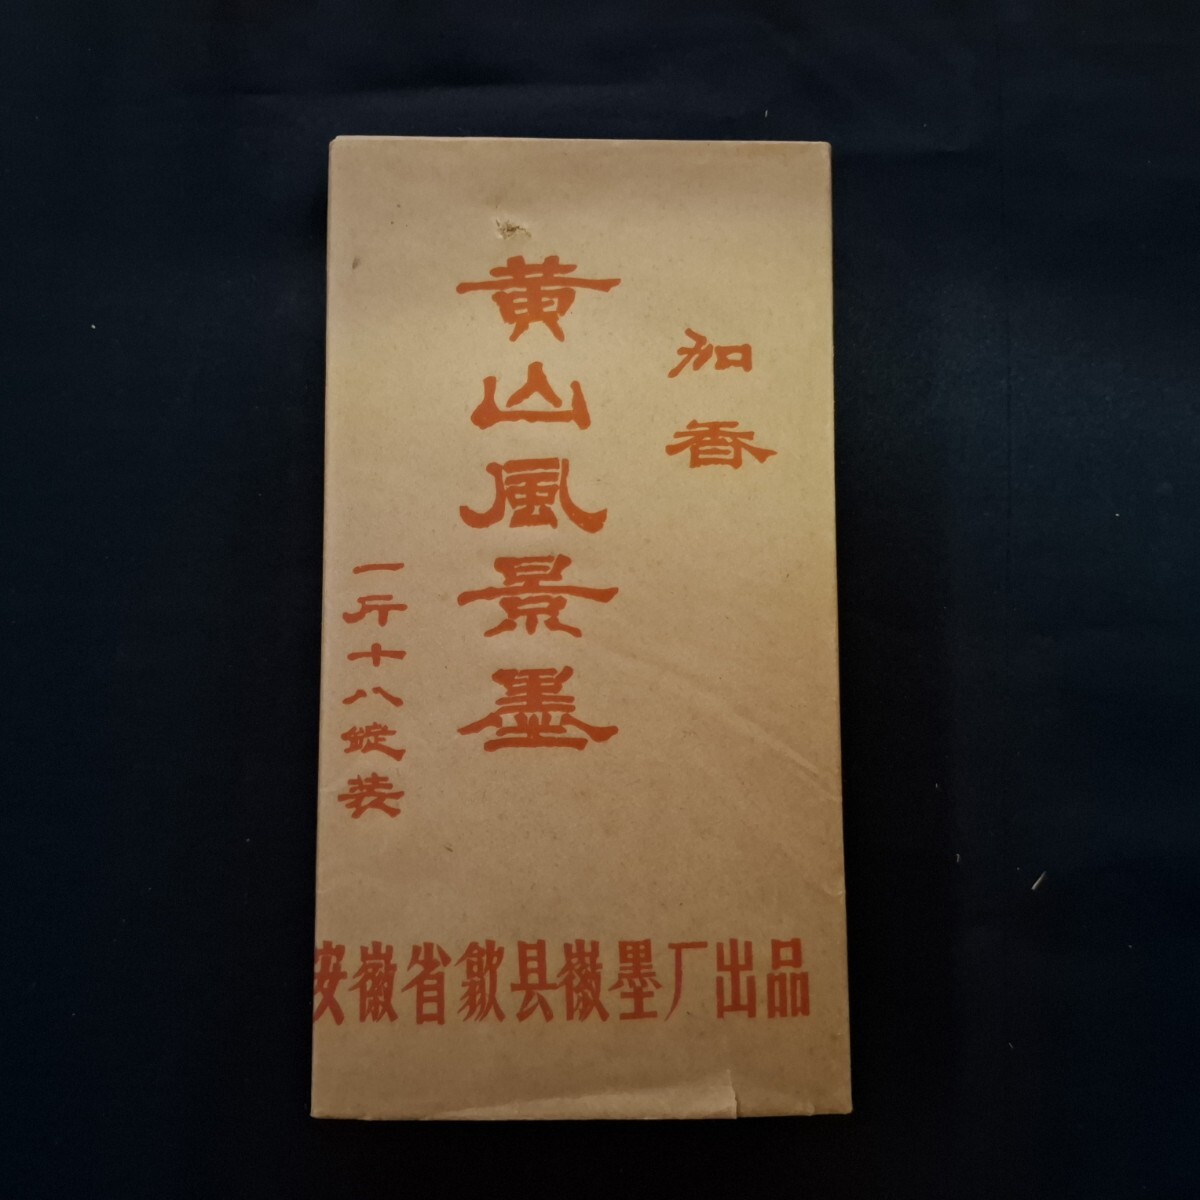 加香
黄山風景墨
一斤十八錠装
安徽省歙县徽墨厂出品